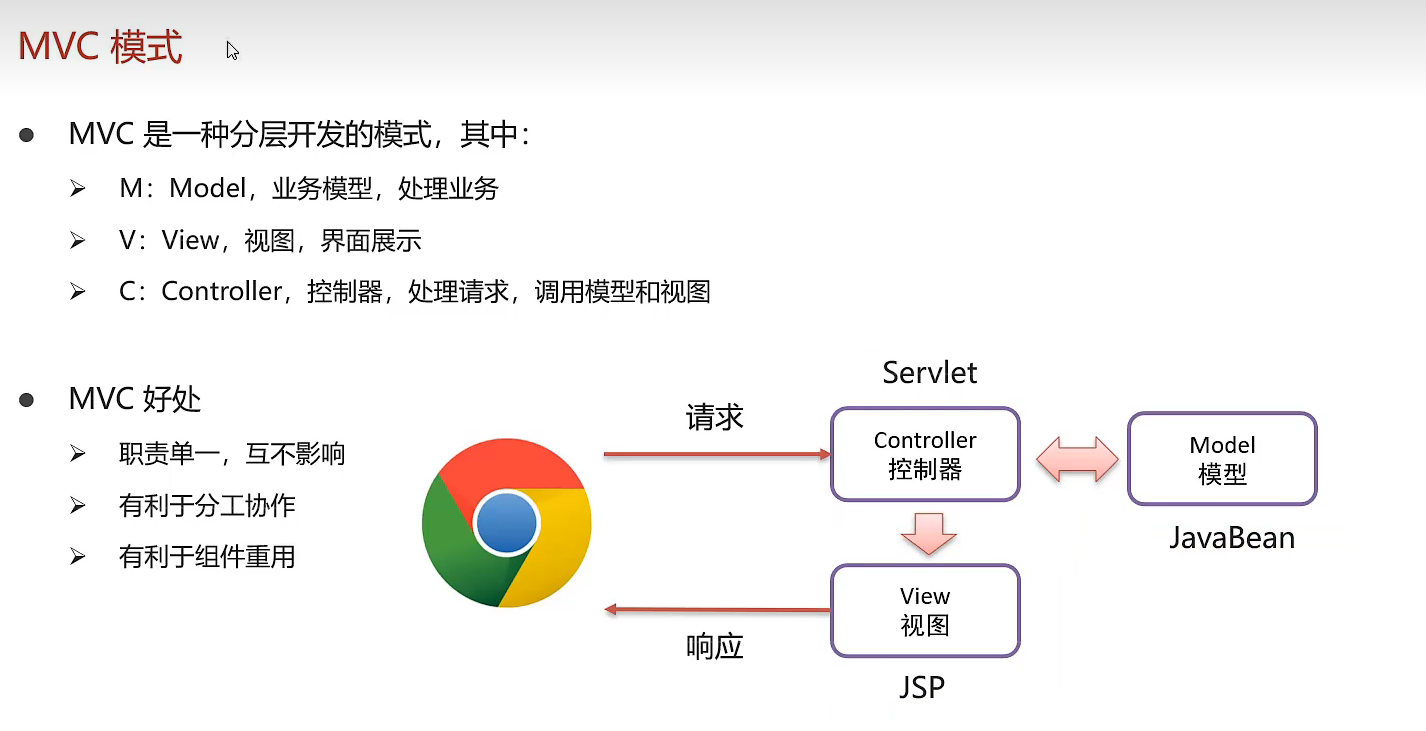 MVC 模式
MVC 是一种分层开发的模式，其中：
M：Model，业务模型，处理业务
V：View，视图，界面展示
C：Controller，控制器，处理请求，调用模型和视图
MVC 好处
职责单一，互不影响
有利于分工协作
有利于组件重用
请求
响应
Servlet
Controller
控制器
Model
模型
JavaBean
View
视图
JSP